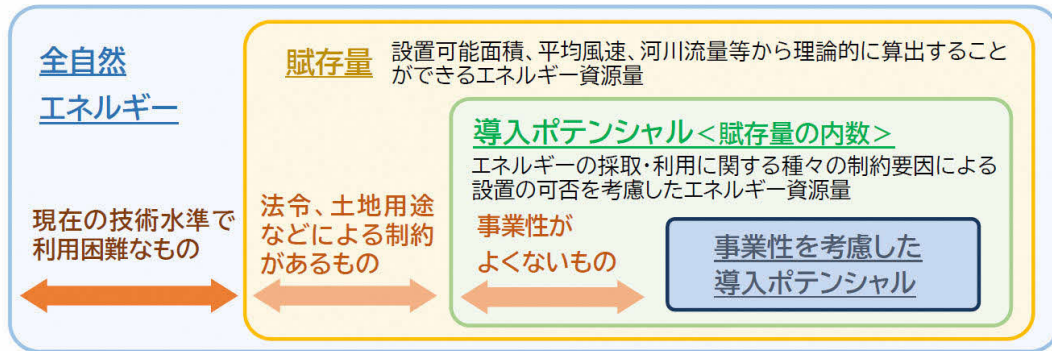 全自然
エネルギー
賦存量
設置可能面積、平均風速、河川流量等から理論的に算出すること
ができるエネルギー資源量
導入ポテンシャル＜賦存量の内数＞
エネルギーの採取・利用に関する種々の制約要因による
設置の可否を考慮したエネルギー資源量
現在の技術水準で
利用困難なもの
法令、土地用途
などによる制約
があるもの
事業性が
よくないもの
事業性を考慮した
導入ポテンシャル